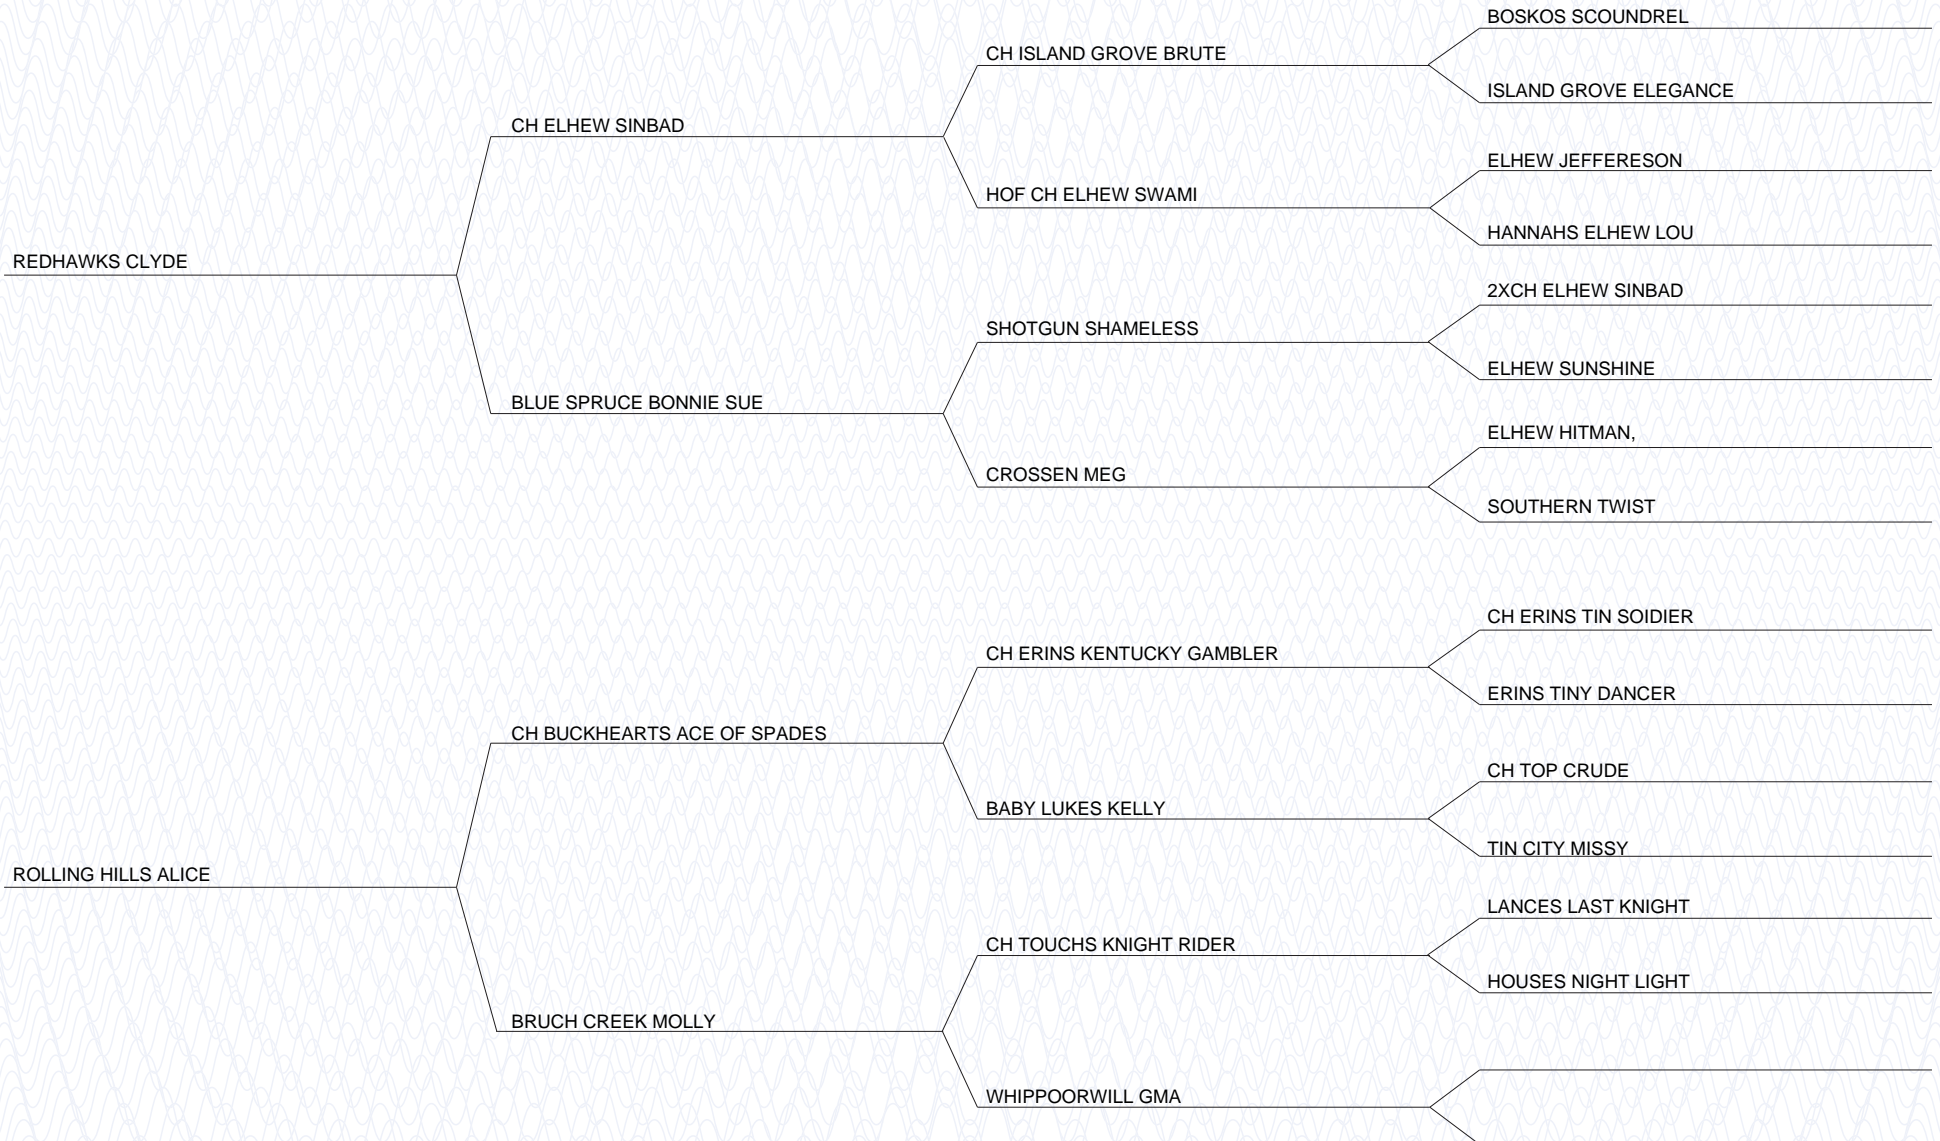 BOSKOS SCOUNDREL
CH ISLAND GROVE BRUTE
ISLAND GROVE ELEGANCE
CH ELHEW SINBAD
ELHEW JEFFERESON
HOF CH ELHEW SWAMI
HANNAHS ELHEW LOU
REDHAWKS CLYDE
2XCH ELHEW SINBAD
SHOTGUN SHAMELESS
ELHEW SUNSHINE
BLUE SPRUCE BONNIE SUE
ELHEW HITMAN,
CROSSEN MEG
SOUTHERN TWIST
CH ERINS TIN SOIDIER
CH ERINS KENTUCKY GAMBLER
ERINS TINY DANCER
CH BUCKHEARTS ACE OF SPADES
CH TOP CRUDE
BABY LUKES KELLY
TIN CITY MISSY
ROLLING HILLS ALICE
LANCES LAST KNIGHT
CH TOUCHS KNIGHT RIDER
HOUSES NIGHT LIGHT
BRUCH CREEK MOLLY
WHIPPOORWILL GMA